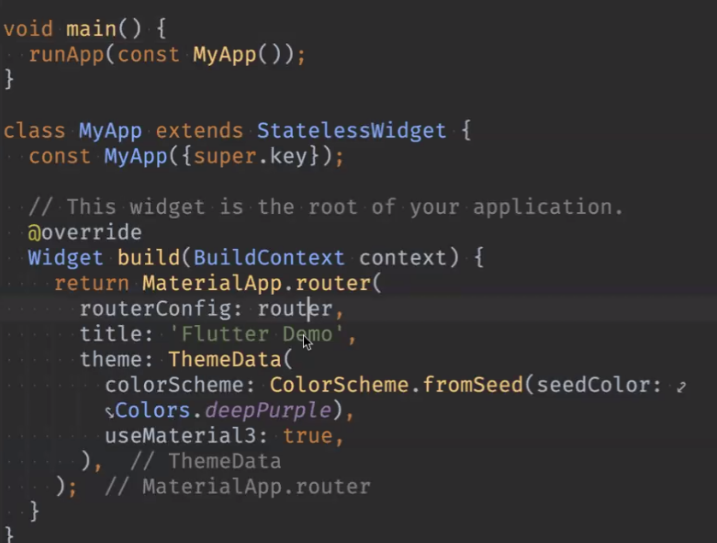 void main() {
  runApp(const MyApp());
}

class MyApp extends StatelessWidget {
  const MyApp({super.key});

  // This widget is the root of your application.
  @override
  Widget build(BuildContext context) {
    return MaterialApp.router(
      routerConfig: router,
      title: 'Flutter Demo',
      theme: ThemeData(
        colorScheme: ColorScheme.fromSeed(seedColor:
        Colors.deepPurple),
        useMaterial3: true,
      ),  // ThemeData
    );  // MaterialApp.router
  }
}